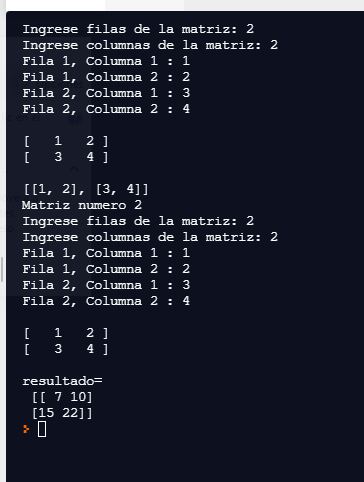 Ingrese filas de la matriz: 2
Ingrese columnas de la matriz: 2
Fila 1, Columna 1 : 1
Fila 1, Columna 2 : 2
Fila 2, Columna 1 : 3
Fila 2, Columna 2 : 4
[   1   2 ]
[   3   4 ]
[[1, 2], [3, 4]]
Matriz numero 2
Ingrese filas de la matriz: 2
Ingrese columnas de la matriz: 2
Fila 1, Columna 1 : 1
Fila 1, Columna 2 : 2
Fila 2, Columna 1 : 3
Fila 2, Columna 2 : 4
[   1   2 ]
[   3   4 ]
resultado=
[[ 7 10]
[15 22]]